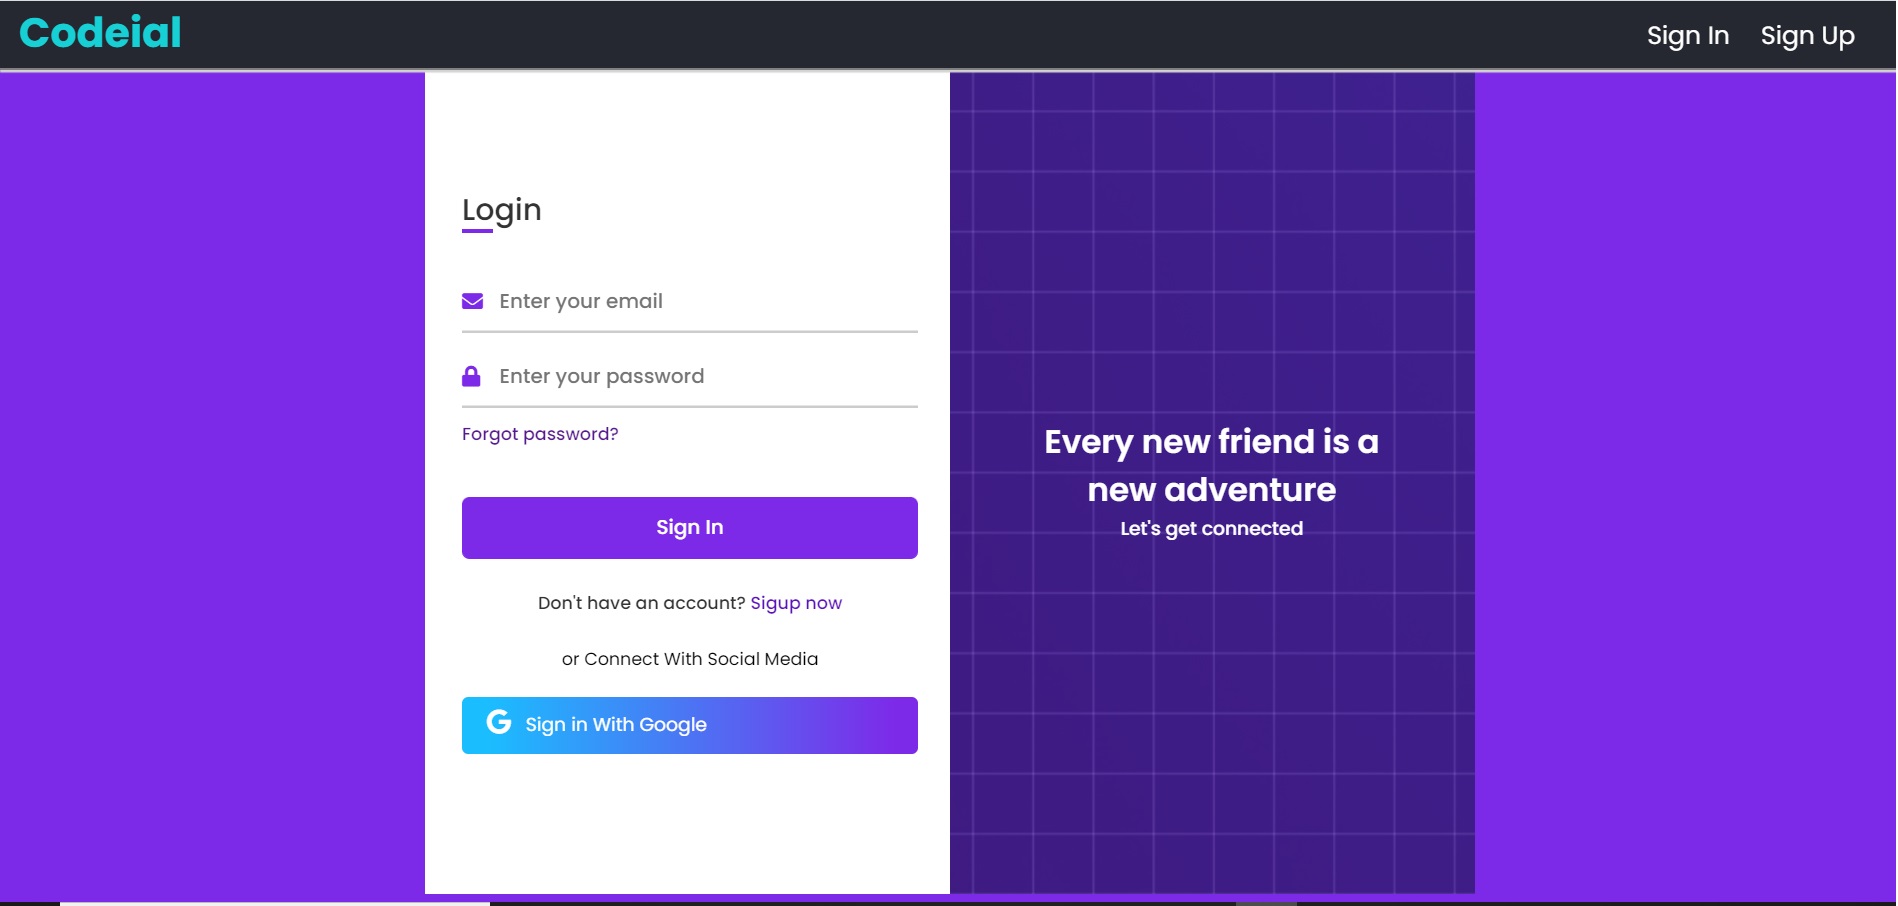 Codeial
Sign In
Sign Up
Login
Enter your email
Enter your password
Forgot password?
Sign In
Don't have an account? Sigup now
or Connect With Social Media
G Sign in With Google
Every new friend is a
new adventure
Let's get connected